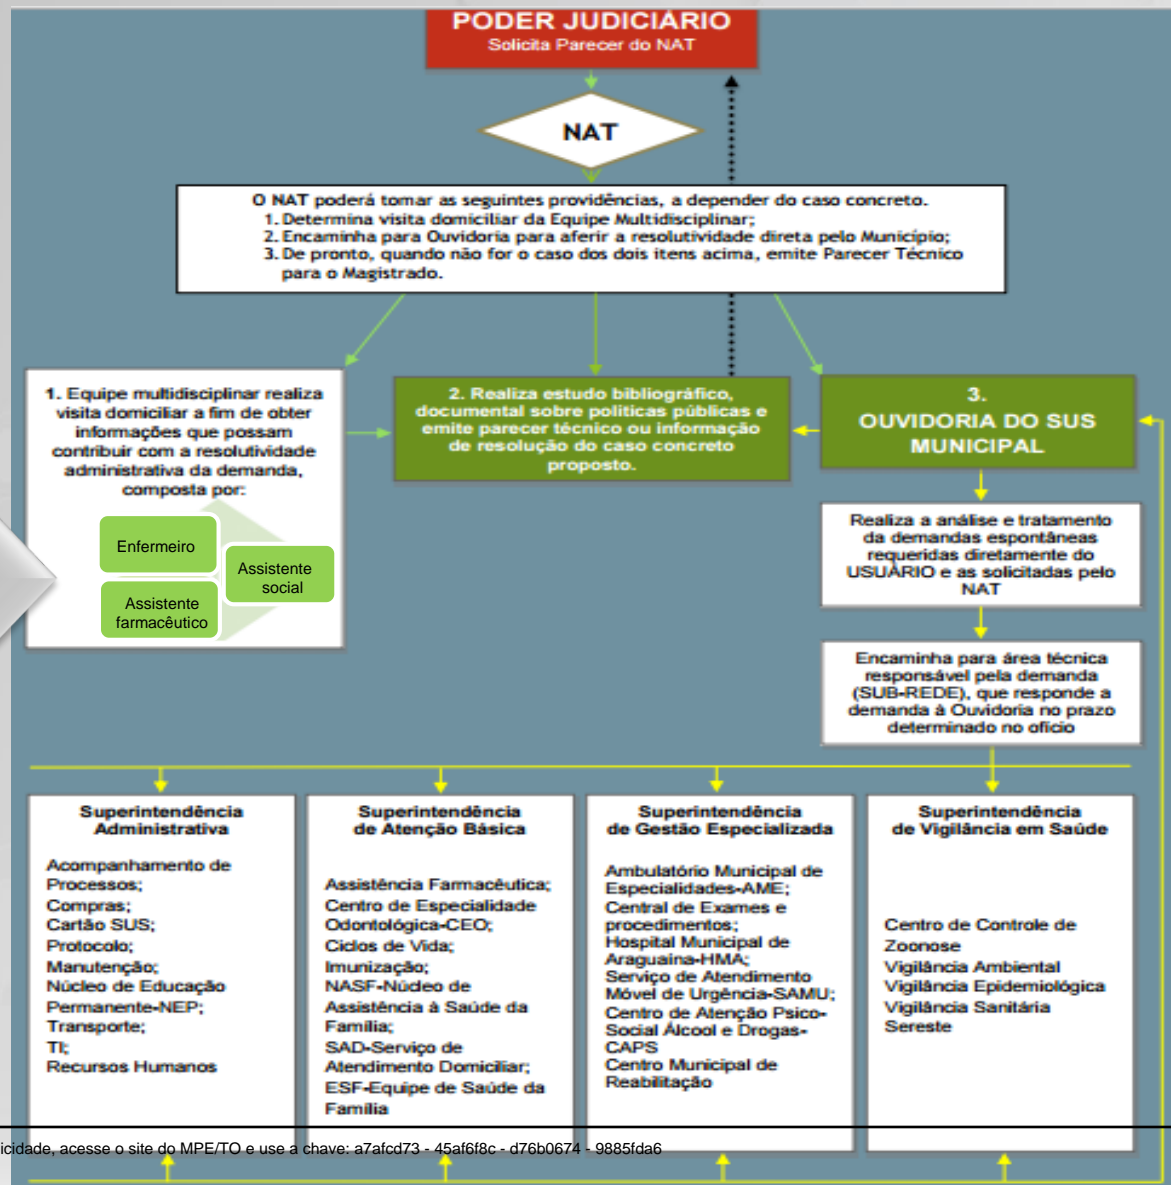 PODER JUDICIÁRIO
Solicita Parecer do NAT
NAT
O NAT poderá tomar as seguintes providências, a depender do caso concreto.
1. Determina visita domiciliar da Equipe Multidisciplinar;
2. Encaminha para Ouvidoria para aferir a resolutividade direta pelo Município;
3. De pronto, quando não for o caso dos dois itens acima, emite Parecer Técnico
para o Magistrado.
1. Equipe multidisciplinar realiza
visita domiciliar a fim de obter
informações que possam
contribuir com a resolutividade
administrativa da demanda,
composta por:
Enfermeiro
Assistente
social
Assistente
farmacêutico
2. Realiza estudo bibliográfico,
documental sobre políticas públicas e
emite parecer técnico ou informação
de resolução do caso concreto
proposto.
3.
OUVIDORIA DO SUS
MUNICIPAL
Realiza a análise e tratamento
da demandas espontâneas
requeridas diretamente do
USUÁRIO e as solicitadas pelo
NAT
Encaminha para área técnica
responsável pela demanda
(SUB-REDE), que responde a
demanda à Ouvidoria no prazo
determinado no ofício
Superintendência
Administrativa
Acompanhamento de
Processos;
Compras;
Cartão SUS;
Protocolo;
Manutenção;
Núcleo de Educação
Permanente-NEP;
Transporte;
TI;
Recursos Humanos
Superintendência
de Atenção Básica
Assistência Farmacêutica;
Centro de Especialidade
Odontológica-CEO;
Ciclos de Vida;
Imunização;
NASF-Núcleo de
Assistência à Saúde da
Família;
SAD-Serviço de
Atendimento Domiciliar;
ESF-Equipe de Saúde da
Família
Superintendência
de Gestão Especializada
Ambulatório Municipal de
Especialidades-AME;
Central de Exames e
procedimentos;
Hospital Municipal de
Araguaina-HMA;
Serviço de Atendimento
Móvel de Urgência-SAMU;
Centro de Atenção Psico-
Social Álcool e Drogas-
CAPS
Centro Municipal de
Reabilitação
Superintendência
de Vigilância em Saúde
Centro de Controle de
Zoonose
Vigilância Ambiental
Vigilância Epidemiológica
Vigilância Sanitária
Sereste
icidade, acesse o site do MPE/TO e use a chave: a7afcd73 - 45af6f8c - d76b0674 - 9885fda6